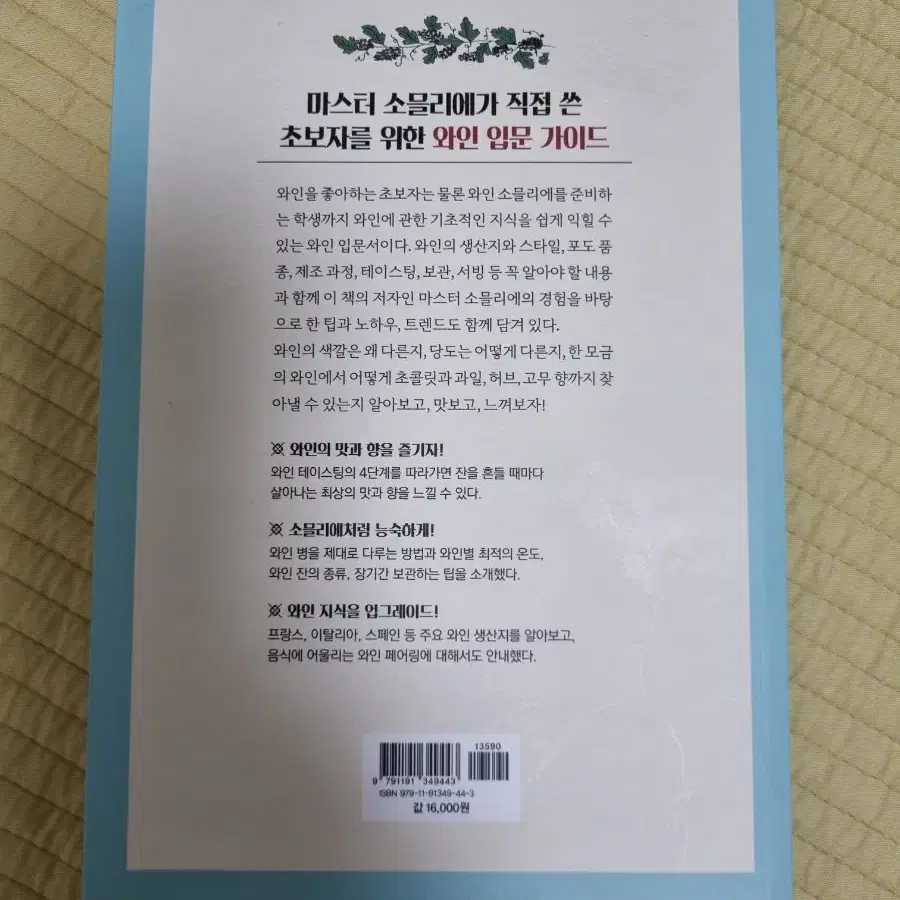 마스터 소믈리에가 직접 쓴
초보자를 위한 와인 입문 가이드
와인을 좋아하는 초보자는 물론 와인 소믈리에를 준비하
는 학생까지 와인에 관한 기초적인 지식을 쉽게 익힐 수
있는 와인 입문서이다. 와인의 생산지와 스타일, 포도 품
종, 제조 과정, 테이스팅, 보관, 서빙 등 꼭 알아야 할 내용
과 함께 이 책의 저자인 마스터 소믈리에의 경험을 바탕
으로 한 팁과 노하우, 트렌드도 함께 담겨 있다.
와인의 색깔은 왜 다른지, 당도는 어떻게 다른지, 한 모금
의 와인에서 어떻게 초콜릿과 과일, 허브, 고무 향까지 찾
아낼 수 있는지 알아보고, 맛보고, 느껴보자!
와인의 맛과 향을 즐기자!
와인 테이스팅의 4단계를 따라가면 잔을 흔들 때마다
살아나는 최상의 맛과 향을 느낄 수 있다.
소믈리에처럼 능숙하게!
와인 병을 제대로 다루는 방법과 와인별 최적의 온도,
와인 잔의 종류, 장기간 보관하는 팁을 소개했다.
와인 지식을 업그레이드!
프랑스, 이탈리아, 스페인 등 주요 와인 생산지를 알아보고,
음식에 어울리는 와인 페어링에 대해서도 안내했다.
13590
9 791191 349443
ISBN 979-11-91349-44-3
값 16,000원